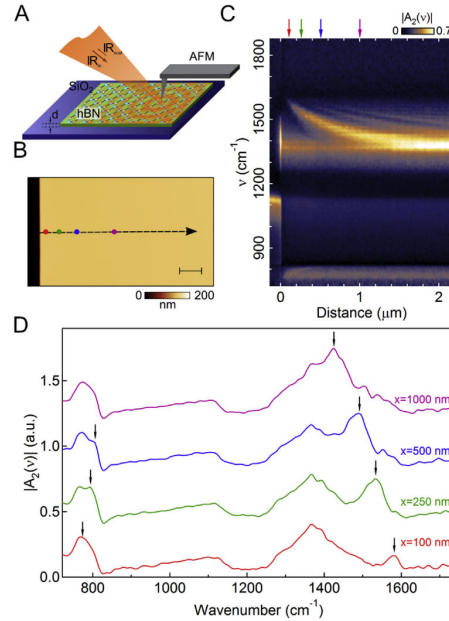 A
IR
IR
AFM
SiO₂
d
hBN
B
0
200
nm
C
|A₂(ν)|
0
0.7
ν (cm⁻¹)
1800
1500
1200
900
0
1
2
Distance (μm)
D
|A₂(ν)| (a.u.)
1.5
1.0
0.5
0.0
x=1000 nm
x=500 nm
x=250 nm
x=100 nm
800
1000
1200
1400
1600
Wavenumber (cm⁻¹)